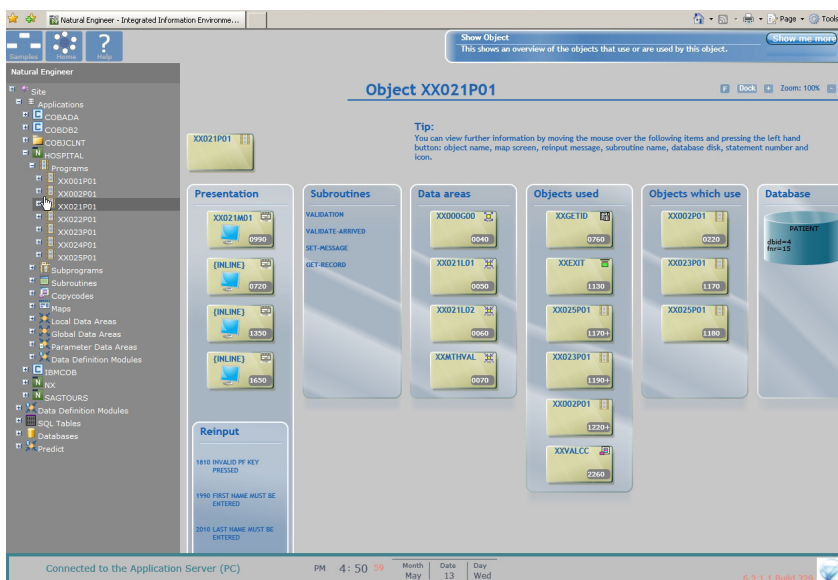 Natural Engineer - Integrated Information Environme...
Page
Tools
Samples
Home
Help
Show Object
This shows an overview of the objects that use or are used by this object.
Show me more
Natural Engineer
Site
Applications
COBADA
COBDB2
COBJCLNT
HOSPITAL
Programs
XX001P01
XX002P01
XX021P01
XX022P01
XX023P01
XX024P01
XX025P01
Subprograms
Subroutines
Copycodes
Maps
Local Data Areas
Global Data Areas
Parameter Data Areas
Data Definition Modules
IBMCOB
NX
SAGTOURS
Data Definition Modules
SQL Tables
Databases
Predict
Object XX021P01
Dock
Zoom: 100%
XX021P01
Tip:
You can view further information by moving the mouse over the following items and pressing the left hand
button: object name, map screen, reinput message, subroutine name, database disk, statement number and
icon.
Presentation
XX021M01
0990
{INLINE}
0720
{INLINE}
1350
{INLINE}
1650
Reinput
1810 INVALID PF KEY
PRESSED
1990 FIRST NAME MUST BE
ENTERED
2010 LAST NAME MUST BE
ENTERED
Subroutines
VALIDATION
VALIDATE-ARRIVED
SET-MESSAGE
GET-RECORD
Data areas
XX000G00
0040
XX021L01
0050
XX021L02
0060
XXMTHVAL
0070
Objects used
XXGETID
0760
XXEXIT
1130
XX025P01
1170+
XX023P01
1190+
XX002P01
1220+
XXVALCC
2260
Objects which use
XX002P01
0220
XX023P01
1170
XX025P01
1180
Database
PATIENT
dbid=4
fnr=15
Connected to the Application Server (PC)
PM 4: 50 59
Month Date Day
May 13 Wed
6.2.1.1 Build 229